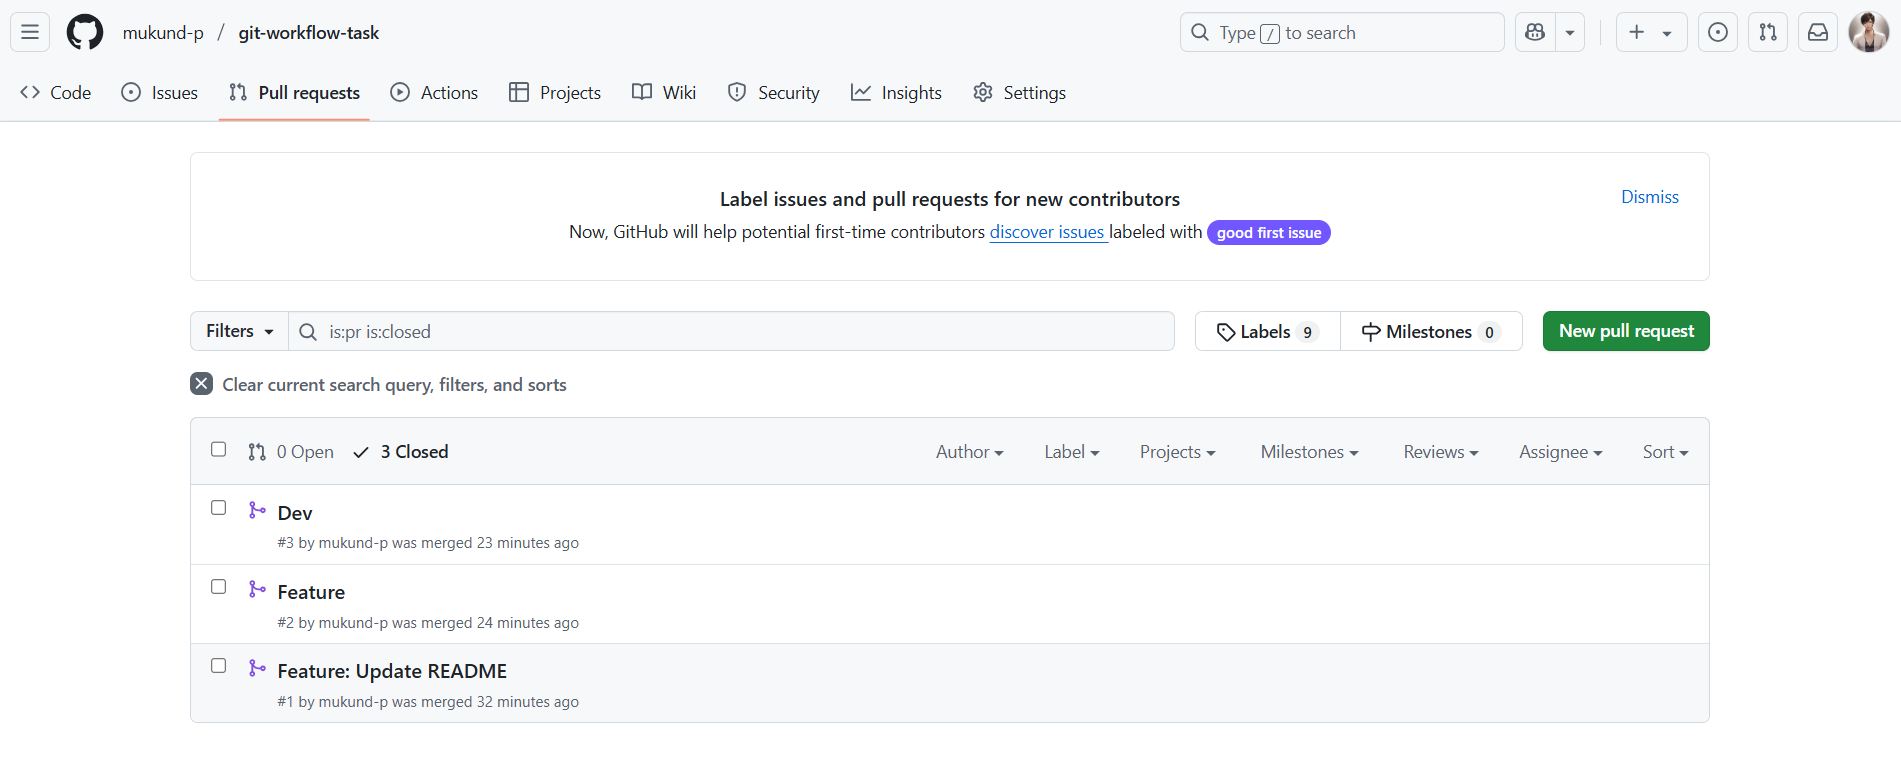 mukund-p / git-workflow-task
Type / to search
Code Issues Pull requests Actions Projects Wiki Security Insights Settings
Label issues and pull requests for new contributors
Dismiss
Now, GitHub will help potential first-time contributors discover issues labeled with good first issue
Filters is:pr is:closed Labels 9 Milestones 0 New pull request
Clear current search query, filters, and sorts
0 Open 3 Closed Author Label Projects Milestones Reviews Assignee Sort
Dev
#3 by mukund-p was merged 23 minutes ago
Feature
#2 by mukund-p was merged 24 minutes ago
Feature: Update README
#1 by mukund-p was merged 32 minutes ago